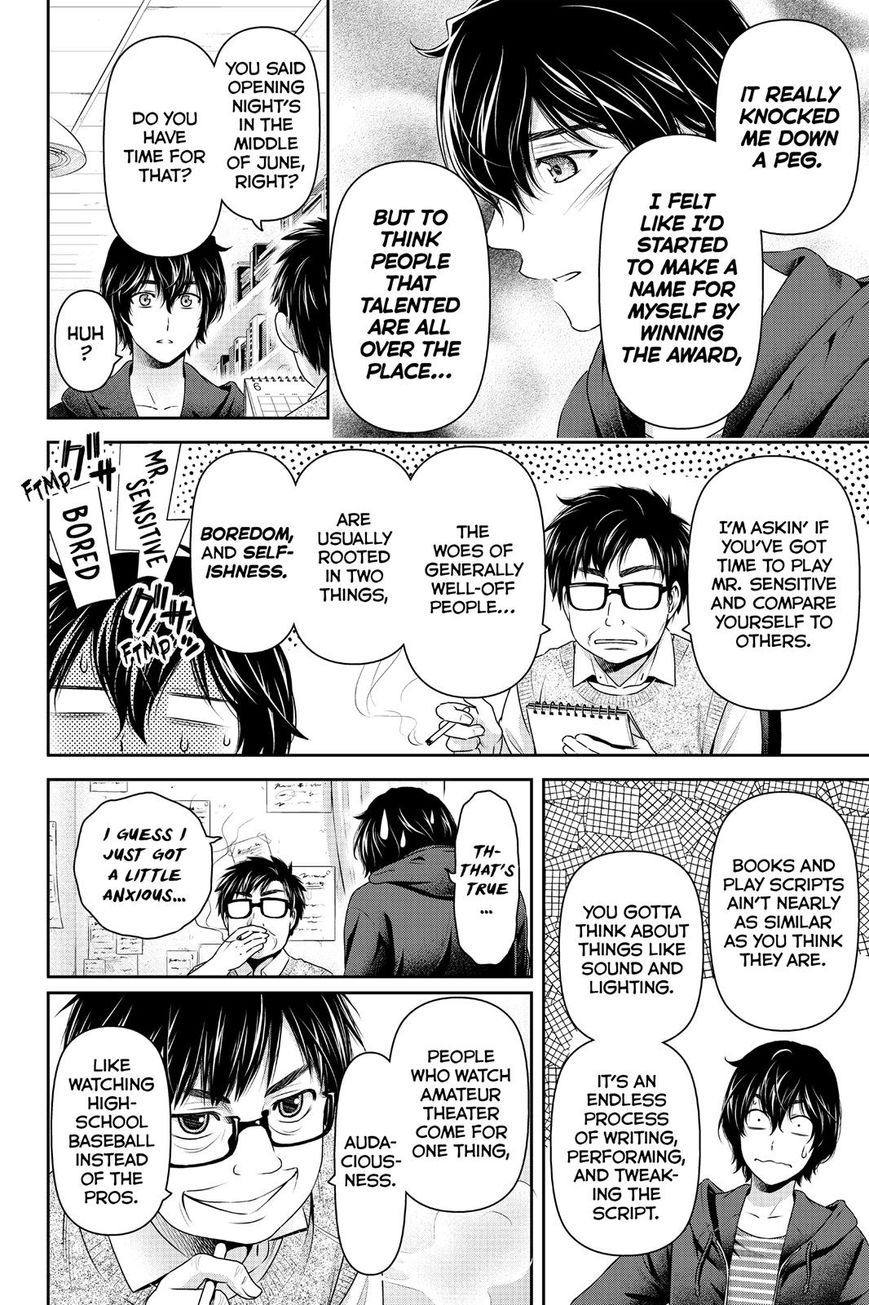 IT REALLY
KNOCKED
ME DOWN
A PEG.
I FELT
LIKE I'D
STARTED
TO MAKE A
NAME FOR
MYSELF BY
WINNING
THE AWARD,
BUT TO
THINK
PEOPLE
THAT
TALENTED
ARE ALL
OVER THE
PLACE...
YOU SAID
OPENING
NIGHT'S
IN THE
MIDDLE
OF JUNE,
RIGHT?
DO YOU
HAVE
TIME FOR
THAT?
HUH
?
6
I'M ASKIN' IF
YOU'VE GOT
TIME TO PLAY
MR. SENSITIVE
AND COMPARE
YOURSELF TO
OTHERS.
THE
WOES OF
GENERALLY
WELL-OFF
PEOPLE...
ARE
USUALLY
ROOTED
IN TWO
THINGS,
BOREDOM,
AND SELF-
ISHNESS.
MR.
SENSITIVE
グサ
FTMP
BORED
グサッ
FTMP
BOOKS AND
PLAY SCRIPTS
AIN'T NEARLY
AS SIMILAR
AS YOU THINK
THEY ARE.
YOU GOTTA
THINK ABOUT
THINGS LIKE
SOUND AND
LIGHTING.
IT'S AN
ENDLESS
PROCESS
OF WRITING,
PERFORMING,
AND TWEAK-
ING THE
SCRIPT.
TH-
THAT'S
TRUE
...
I GUESS I
JUST GOT
A LITTLE
ANXIOUS...
PEOPLE
WHO WATCH
AMATEUR
THEATER
COME FOR
ONE THING,
AUDA-
CIOUS-
NESS.
LIKE
WATCHING
HIGH-
SCHOOL
BASEBALL
INSTEAD
OF THE
PROS.